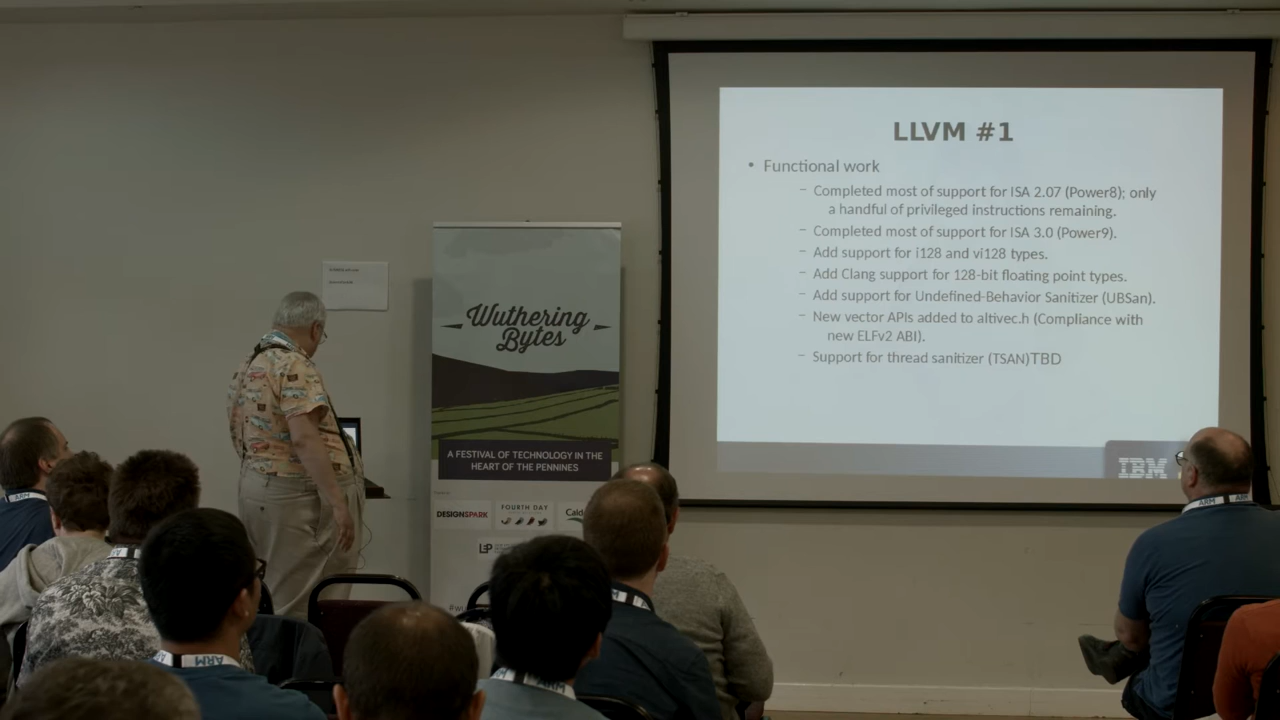 LLVM #1
• Functional work
– Completed most of support for ISA 2.07 (Power8); only
a handful of privileged instructions remaining.
– Completed most of support for ISA 3.0 (Power9).
– Add support for i128 and vi128 types.
– Add Clang support for 128-bit floating point types.
– Add support for Undefined-Behavior Sanitizer (UBSan).
– New vector APIs added to altivec.h (Compliance with
new ELFv2 ABI).
– Support for thread sanitizer (TSAN)TBD
IBM
Wuthering
Bytes
A FESTIVAL OF TECHNOLOGY IN THE
HEART OF THE PENNINES
DESIGNSPARK
FOURTH DAY
Cald
LEP
ARM
ARM
ARM